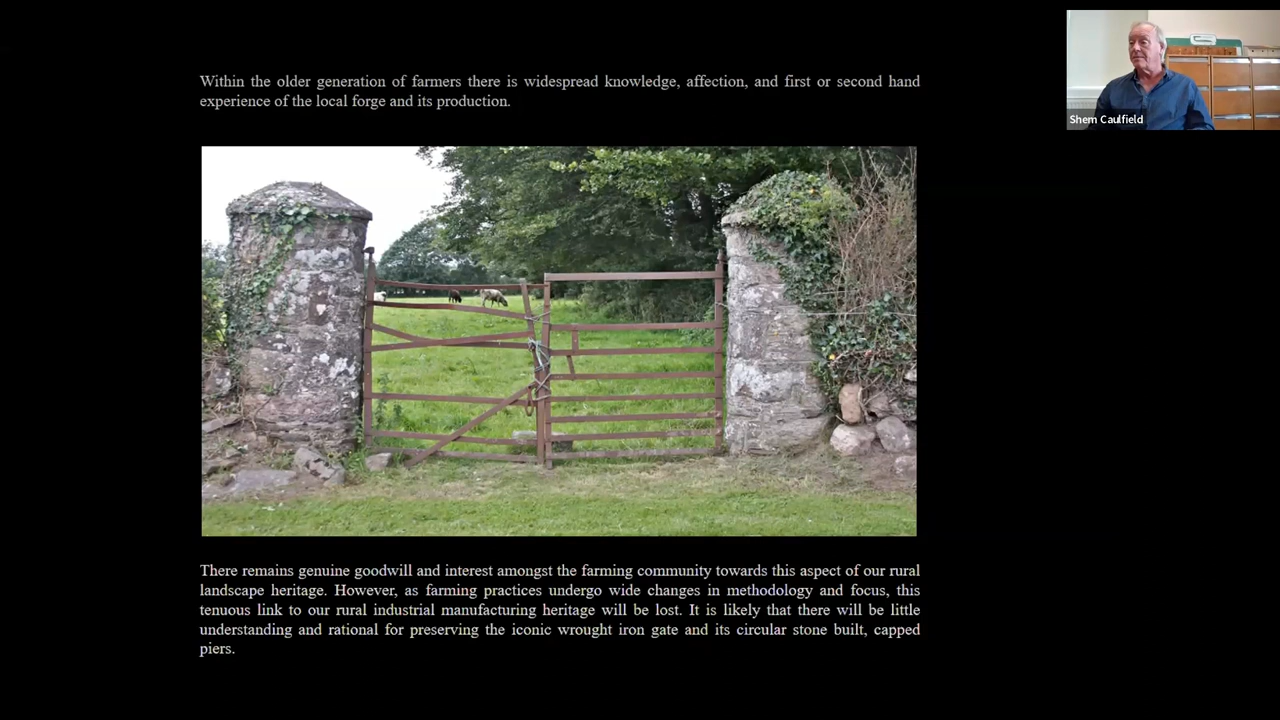 Within the older generation of farmers there is widespread knowledge, affection, and first or second hand
experience of the local forge and its production.
Shem Caulfield
There remains genuine goodwill and interest amongst the farming community towards this aspect of our rural
landscape heritage. However, as farming practices undergo wide changes in methodology and focus, this
tenuous link to our rural industrial manufacturing heritage will be lost. It is likely that there will be little
understanding and rational for preserving the iconic wrought iron gate and its circular stone built, capped
piers.